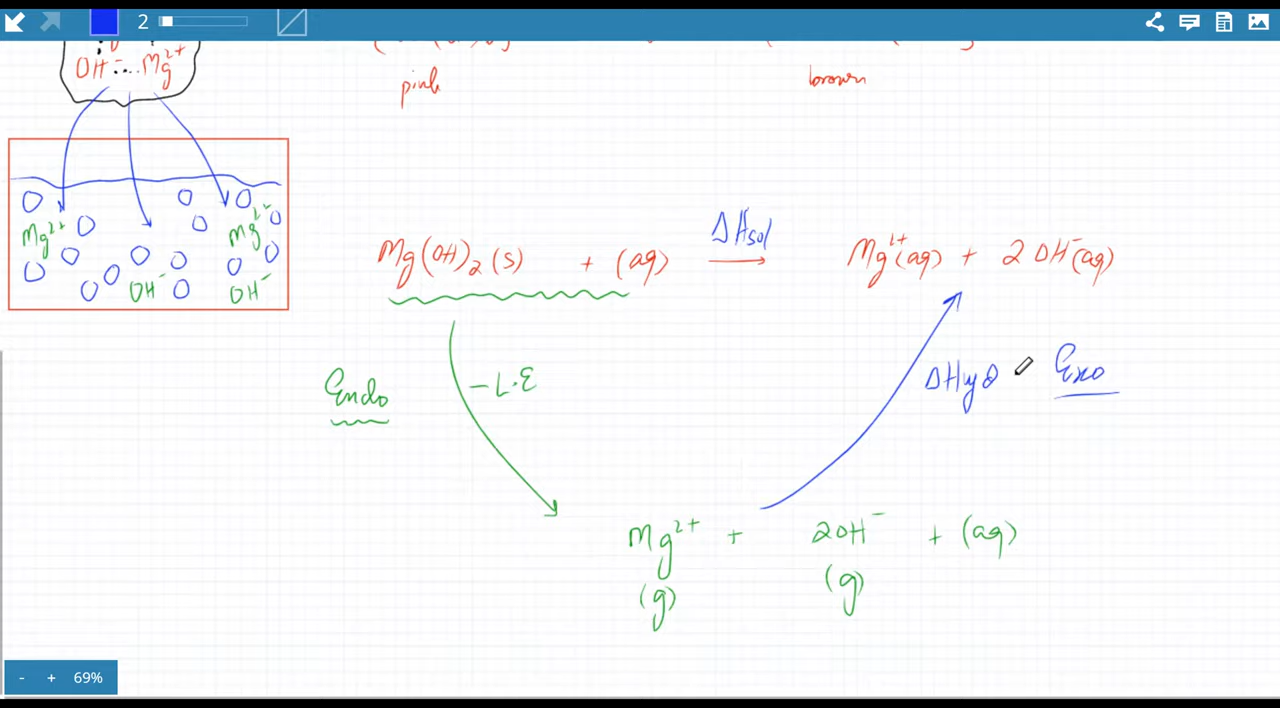 2
OH⁻ Mg²⁺
pink
brown
ΔHsol
Mg(OH)₂(s) + (aq) → Mg²⁺(aq) + 2OH⁻(aq)
Mg²⁺ Mg²⁺
OH⁻ OH⁻
Endo
-L.E
ΔHhyd Exo
Mg²⁺ + 2OH⁻ + (aq)
(g) (g)
- + 69%